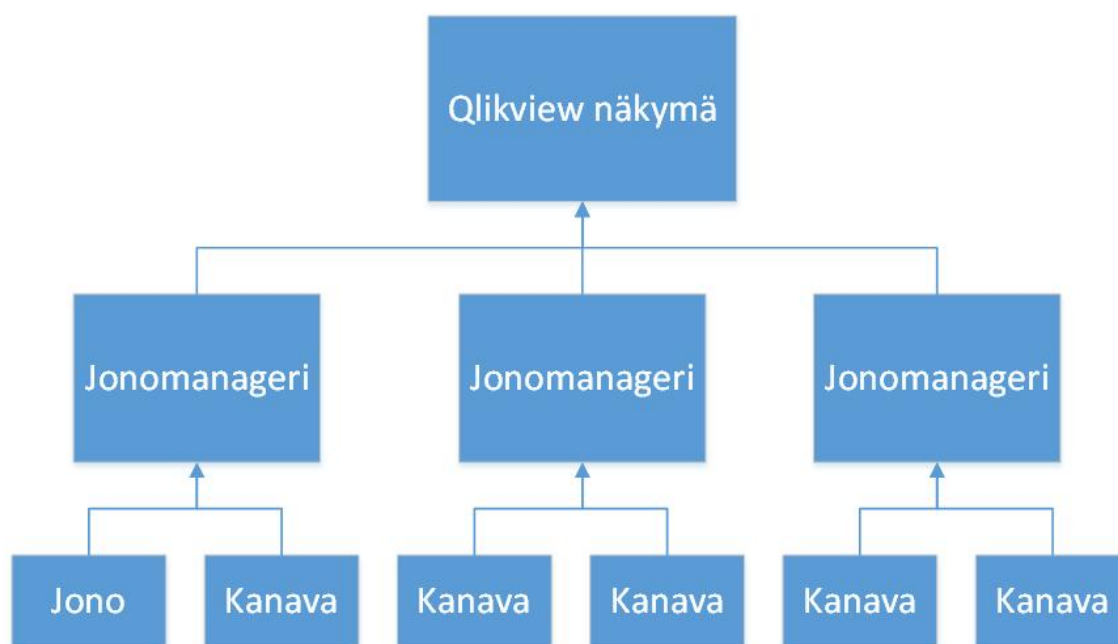 Qlikview näkymä
Jonomanageri
Jonomanageri
Jonomanageri
Jono
Kanava
Kanava
Kanava
Kanava
Kanava